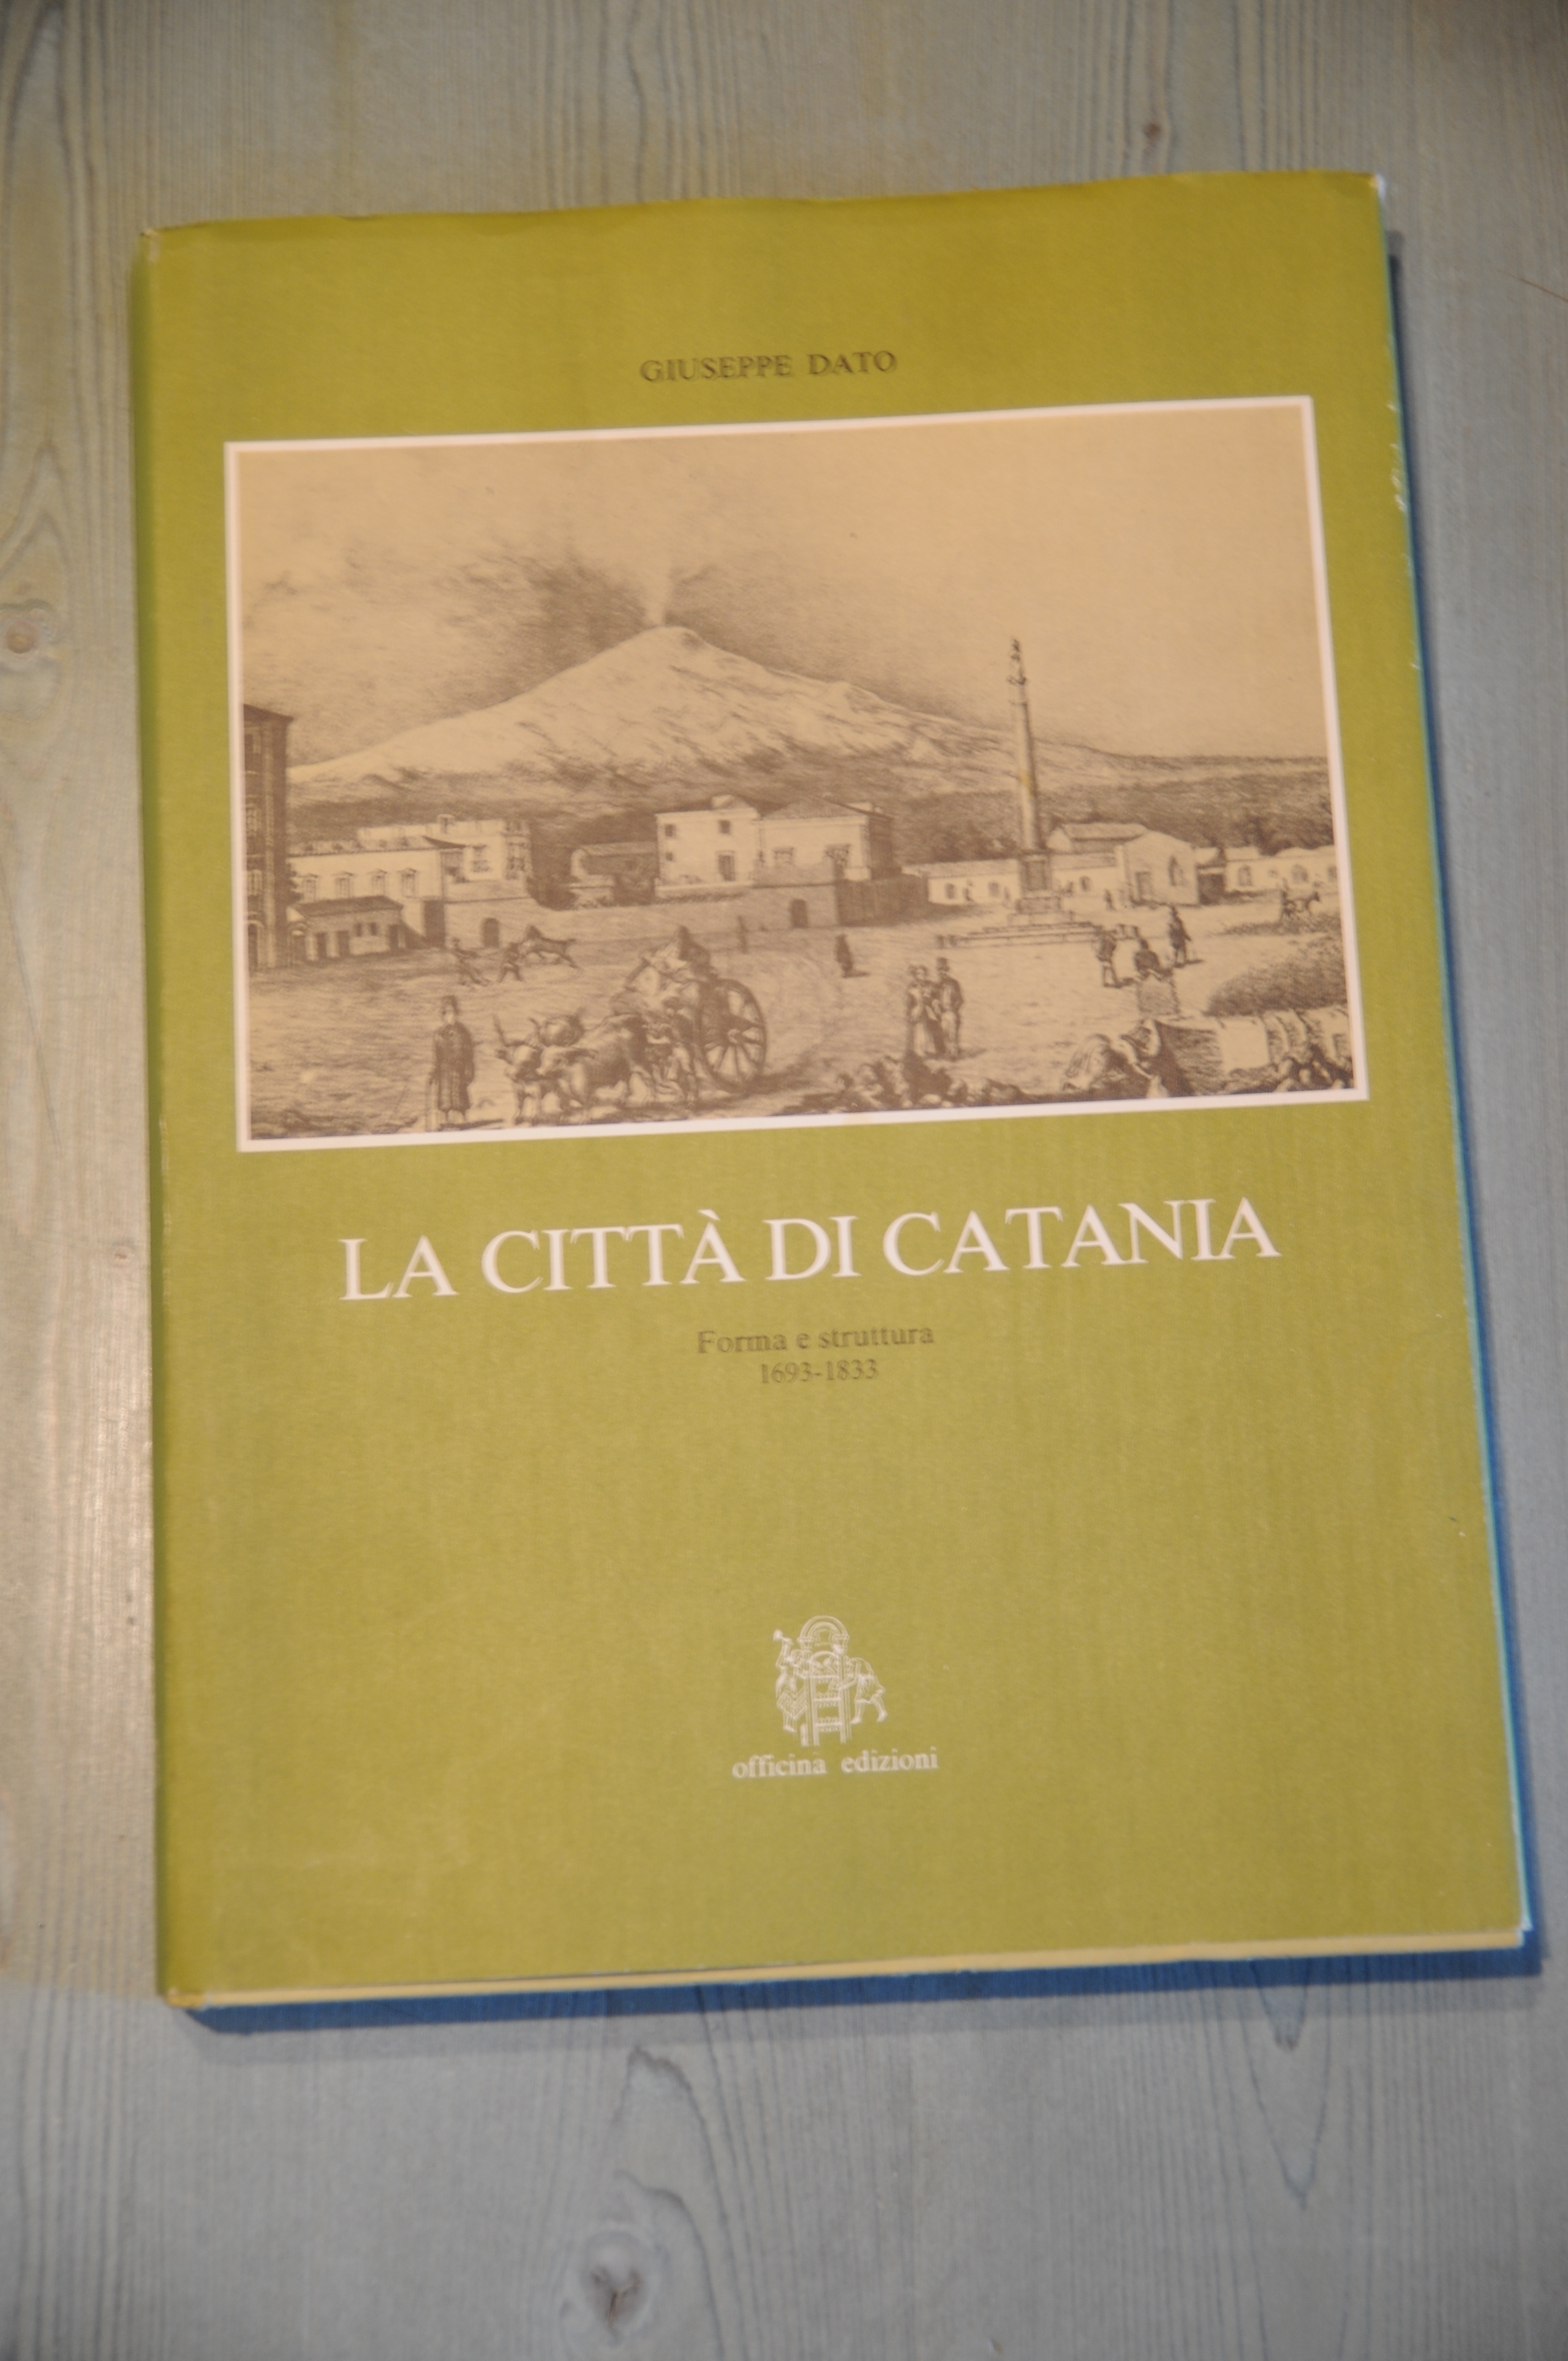 GIUSEPPE DATO
LA CITTÀ DI CATANIA
Forma e struttura
1693-1833
officina edizioni